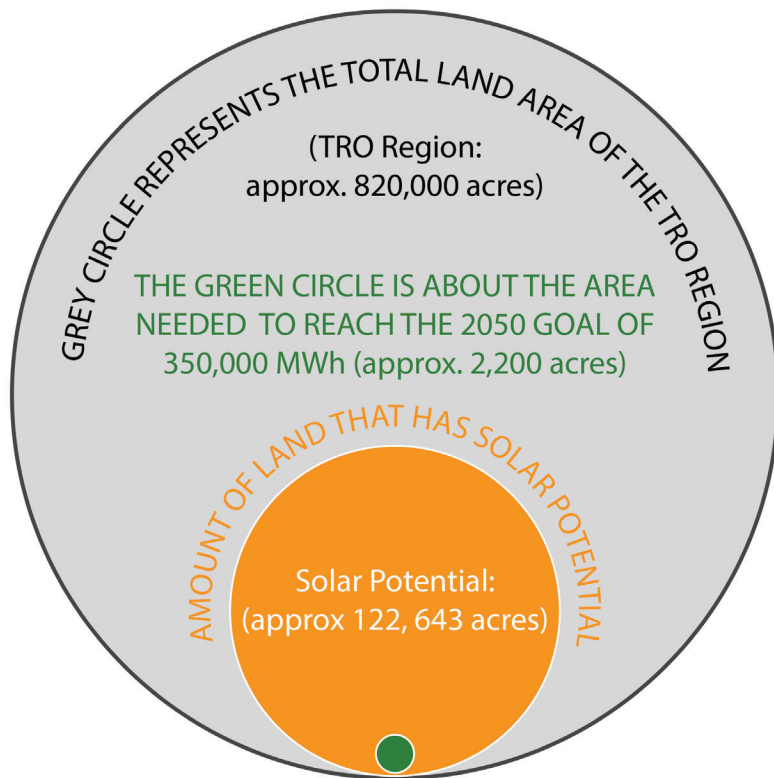 GREY CIRCLE REPRESENTS THE TOTAL LAND AREA OF THE TRO REGION
(TRO Region:
approx. 820,000 acres)
THE GREEN CIRCLE IS ABOUT THE AREA
NEEDED TO REACH THE 2050 GOAL OF
350,000 MWh (approx. 2,200 acres)
AMOUNT OF LAND THAT HAS SOLAR POTENTIAL
Solar Potential:
(approx 122, 643 acres)